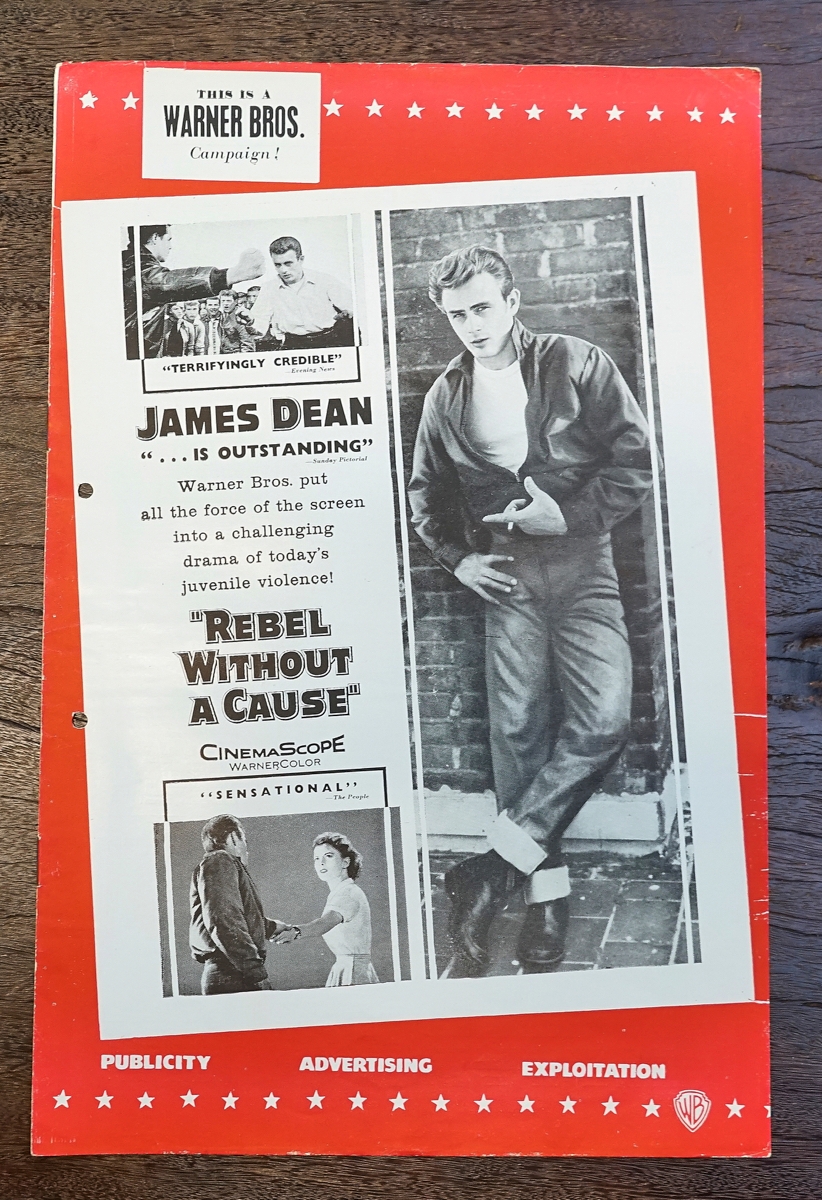 THIS IS A
WARNER BROS.
Campaign!
"TERRIFYINGLY CREDIBLE"
—Evening News
JAMES DEAN
"...IS OUTSTANDING"
—Sunday Pictorial
Warner Bros. put
all the force of the screen
into a challenging
drama of today's
juvenile violence!
"REBEL
WITHOUT
A CAUSE"
CINEMASCOPE
WARNERCOLOR
"SENSATIONAL"
—The People
PUBLICITY ADVERTISING EXPLOITATION
WB